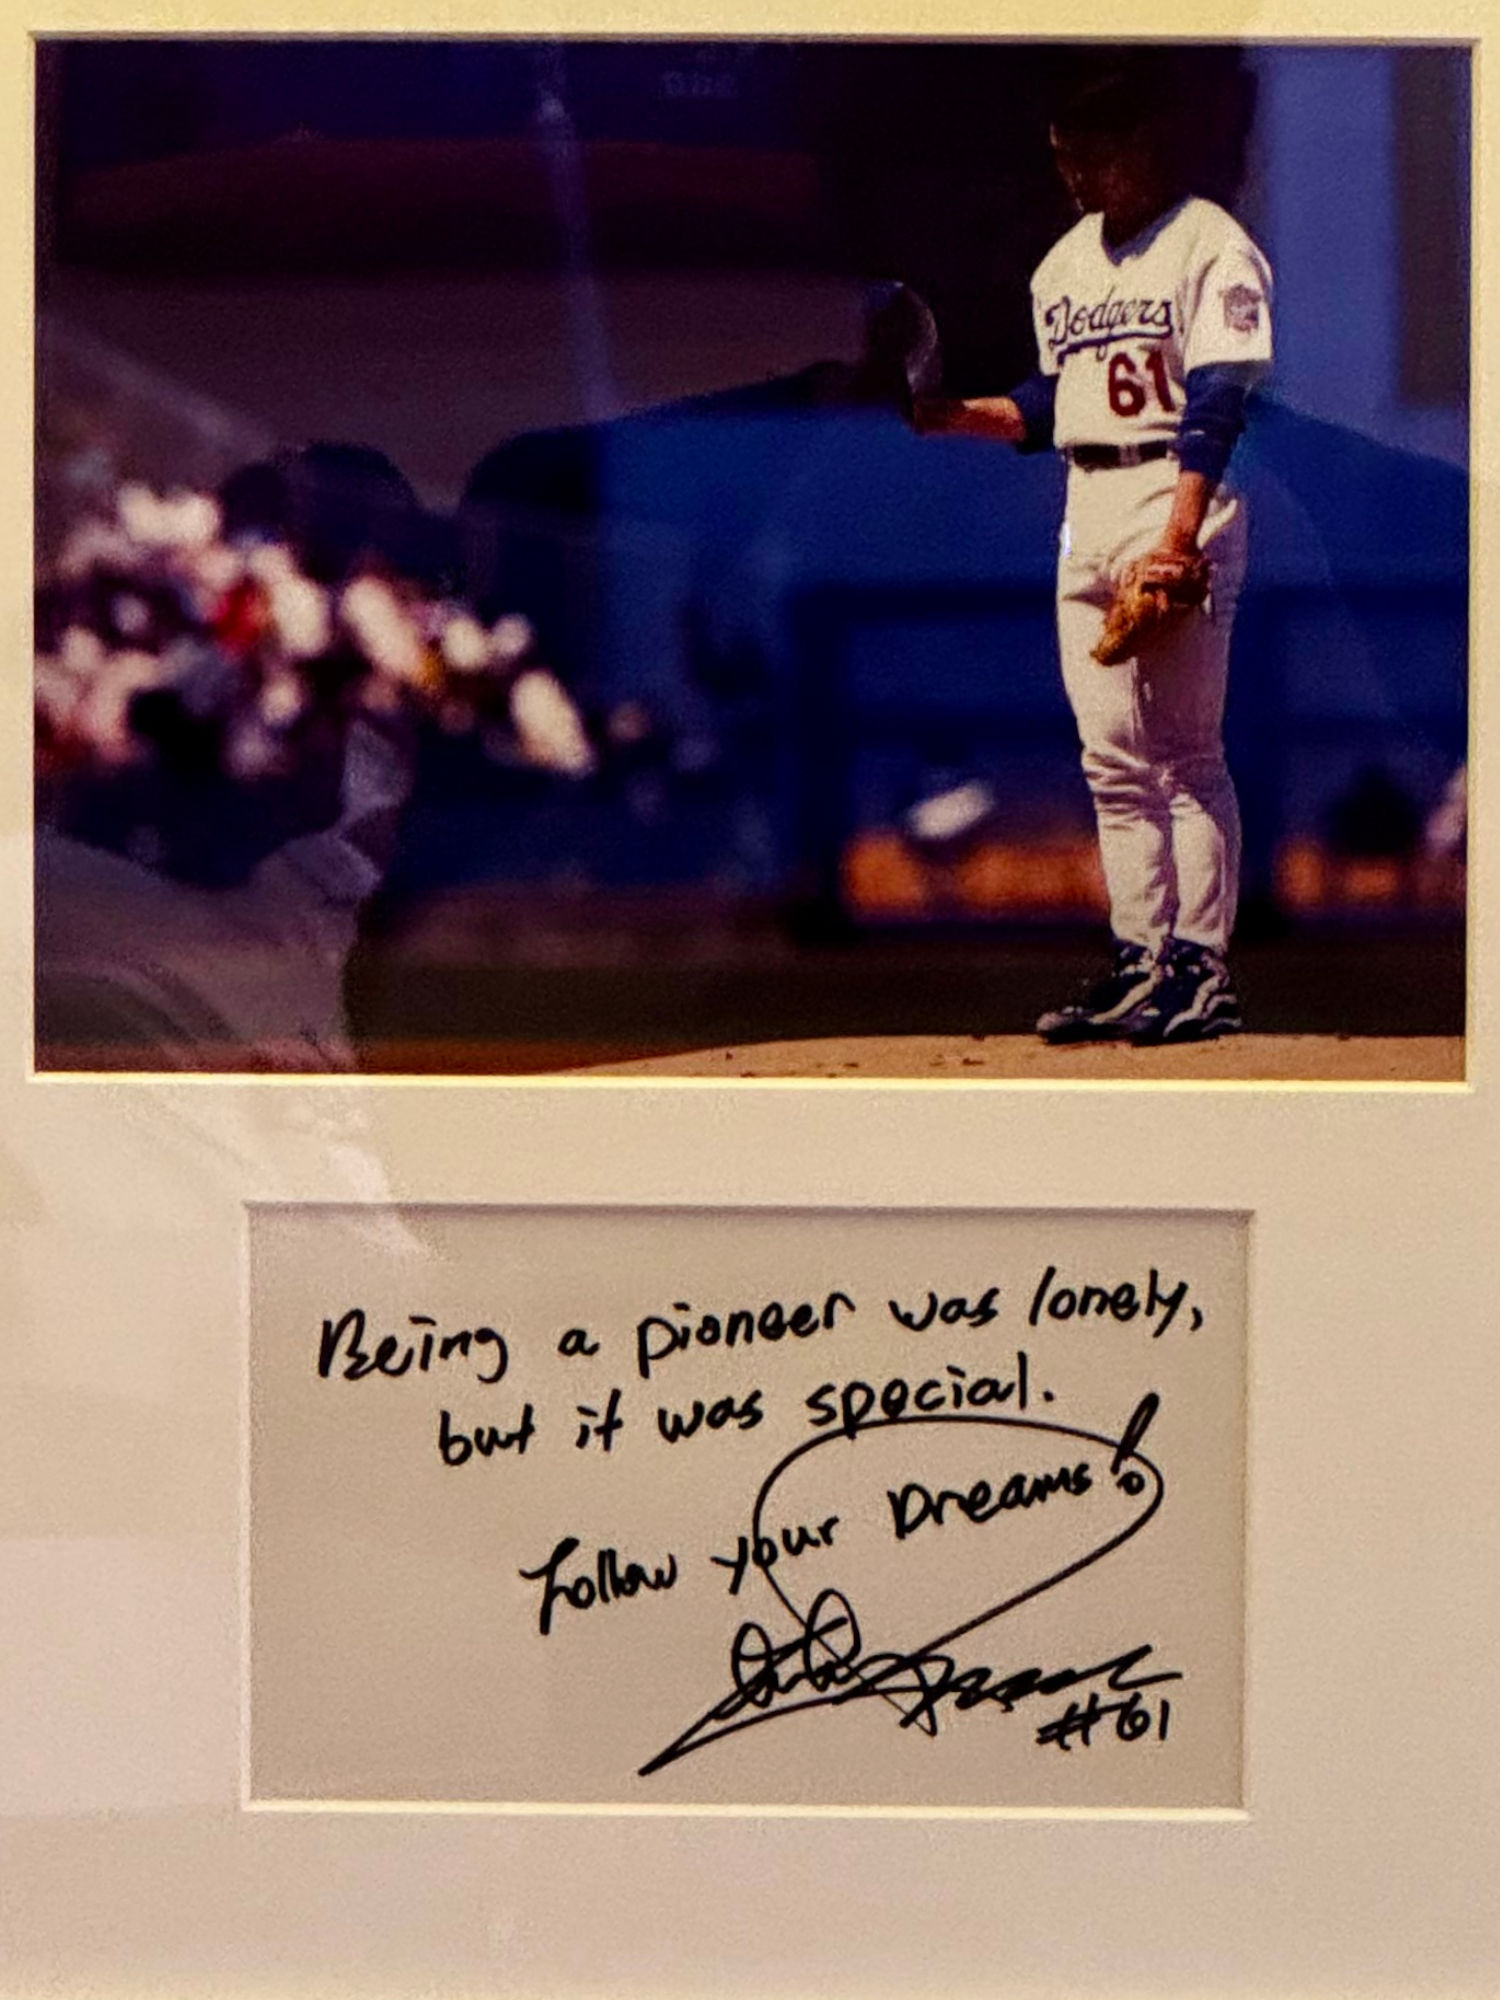 Dodgers
61
Being a pioneer was lonely,
but it was special.
Follow your Dreams!
#61